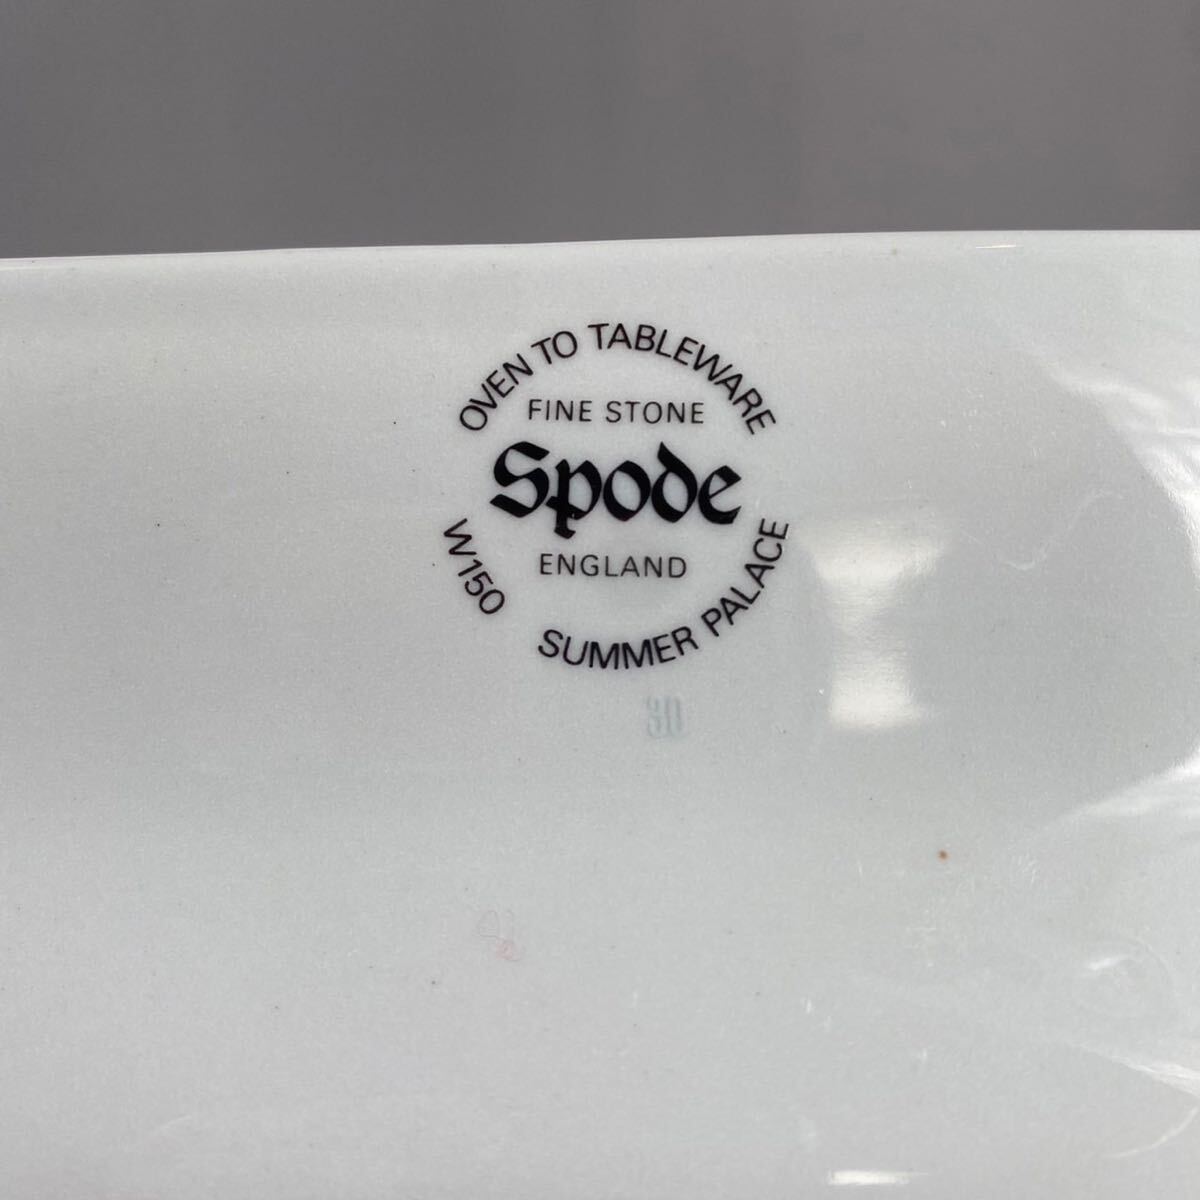 OVEN TO TABLEWARE
FINE STONE
Spode
ENGLAND
W150 SUMMER PALACE
30